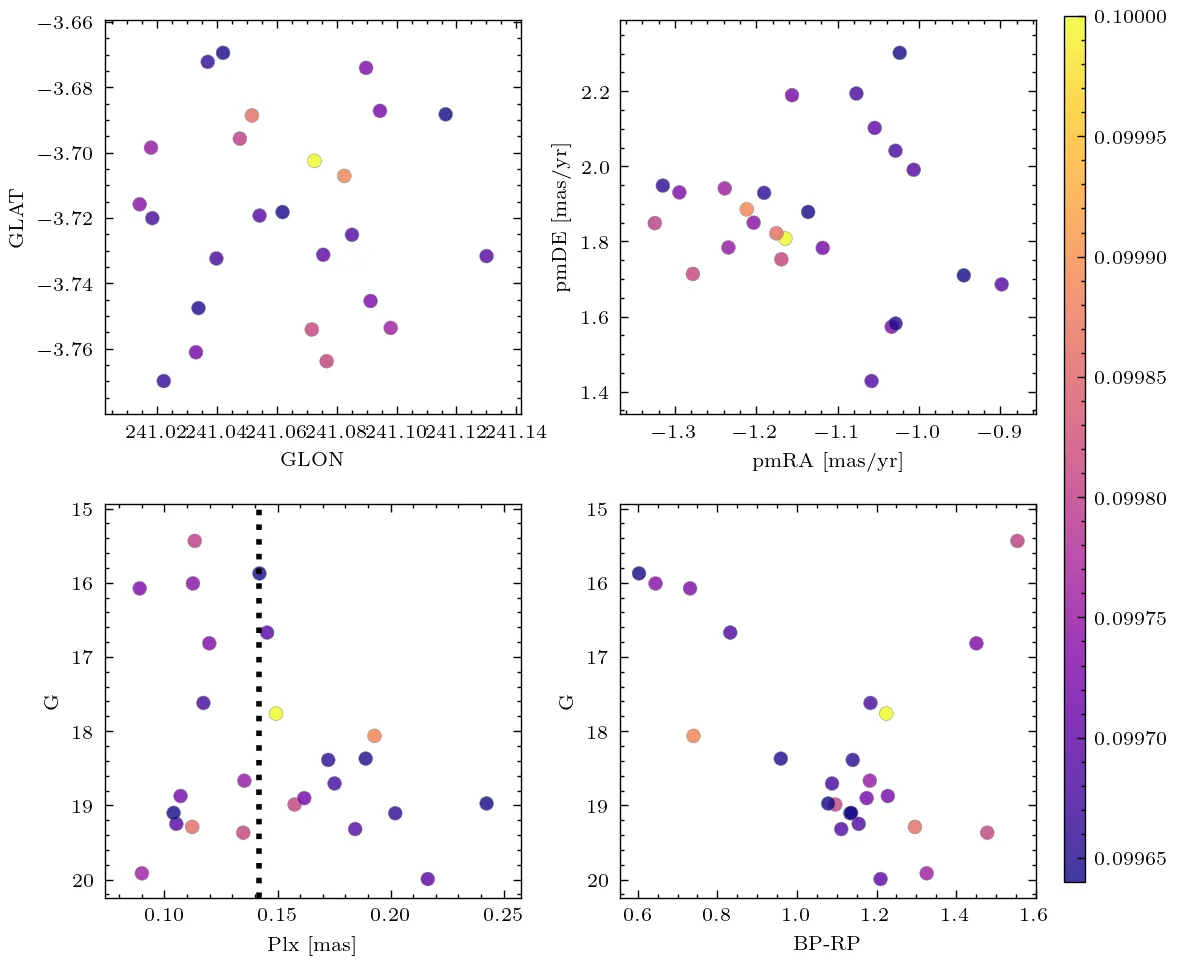 −3.66
−3.68
−3.70
−3.72
−3.74
−3.76
GLAT
241.02 241.04 241.06 241.08 241.10 241.12 241.14
GLON
2.2
2.0
1.8
1.6
1.4
pmDE [mas/yr]
−1.3 −1.2 −1.1 −1.0 −0.9
pmRA [mas/yr]
0.10000
0.09995
0.09990
0.09985
0.09980
0.09975
0.09970
0.09965
15
16
17
18
19
20
G
0.10 0.15 0.20 0.25
Plx [mas]
15
16
17
18
19
20
G
0.6 0.8 1.0 1.2 1.4 1.6
BP-RP